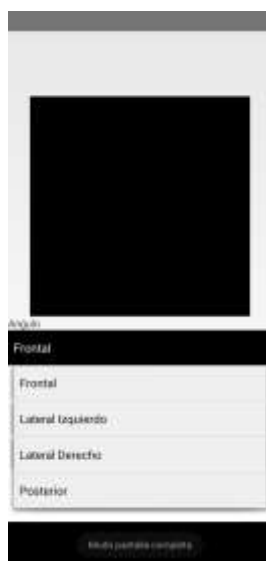 Angulo
Frontal
Frontal
Lateral Izquierdo
Lateral Derecho
Posterior
Modo pantalla completa